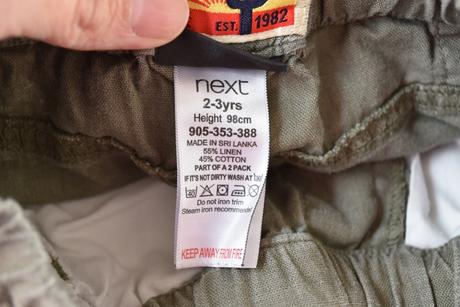 EST. 1982
next
2-3yrs
Height 98cm
905-353-388
MADE IN SRI LANKA
55% LINEN
45% COTTON
PART OF A 2 PACK
IF IT'S NOT DIRTY WASH AT
40
Do not iron trim
Steam iron recommended
KEEP AWAY FROM FIRE